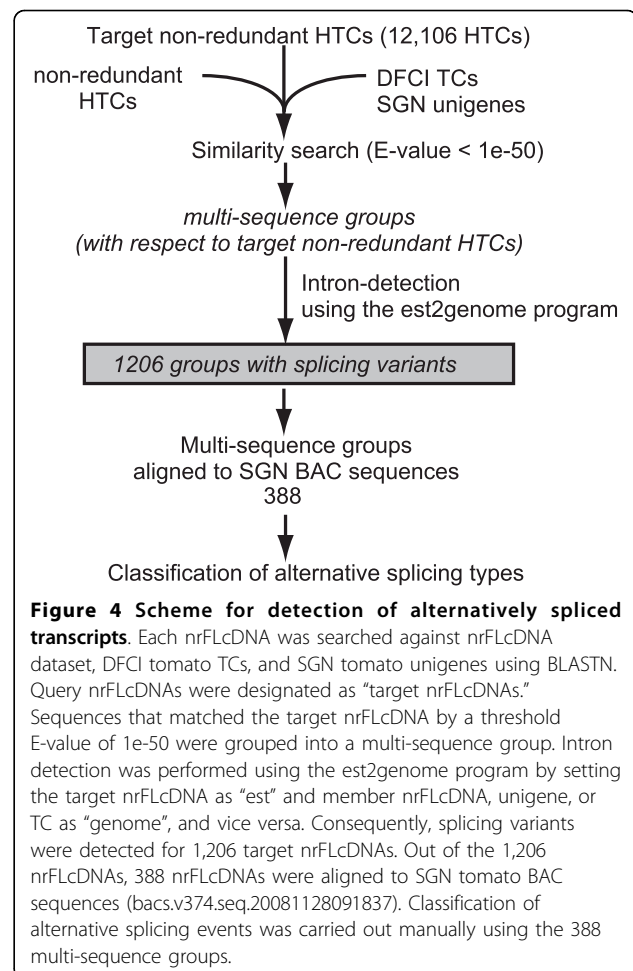 Target non-redundant HTCs (12,106 HTCs)
non-redundant
HTCs
DFCI TCs
SGN unigenes
Similarity search (E-value < 1e-50)
multi-sequence groups
(with respect to target non-redundant HTCs)
Intron-detection
using the est2genome program
1206 groups with splicing variants
Multi-sequence groups
aligned to SGN BAC sequences
388
Classification of alternative splicing types
Figure 4 Scheme for detection of alternatively spliced
transcripts. Each nrFLcDNA was searched against nrFLcDNA
dataset, DFCI tomato TCs, and SGN tomato unigenes using BLASTN.
Query nrFLcDNAs were designated as “target nrFLcDNAs.”
Sequences that matched the target nrFLcDNA by a threshold
E-value of 1e-50 were grouped into a multi-sequence group. Intron
detection was performed using the est2genome program by setting
the target nrFLcDNA as “est” and member nrFLcDNA, unigene, or
TC as “genome”, and vice versa. Consequently, splicing variants
were detected for 1,206 target nrFLcDNAs. Out of the 1,206
nrFLcDNAs, 388 nrFLcDNAs were aligned to SGN tomato BAC
sequences (bacs.v374.seq.20081128091837). Classification of
alternative splicing events was carried out manually using the 388
multi-sequence groups.